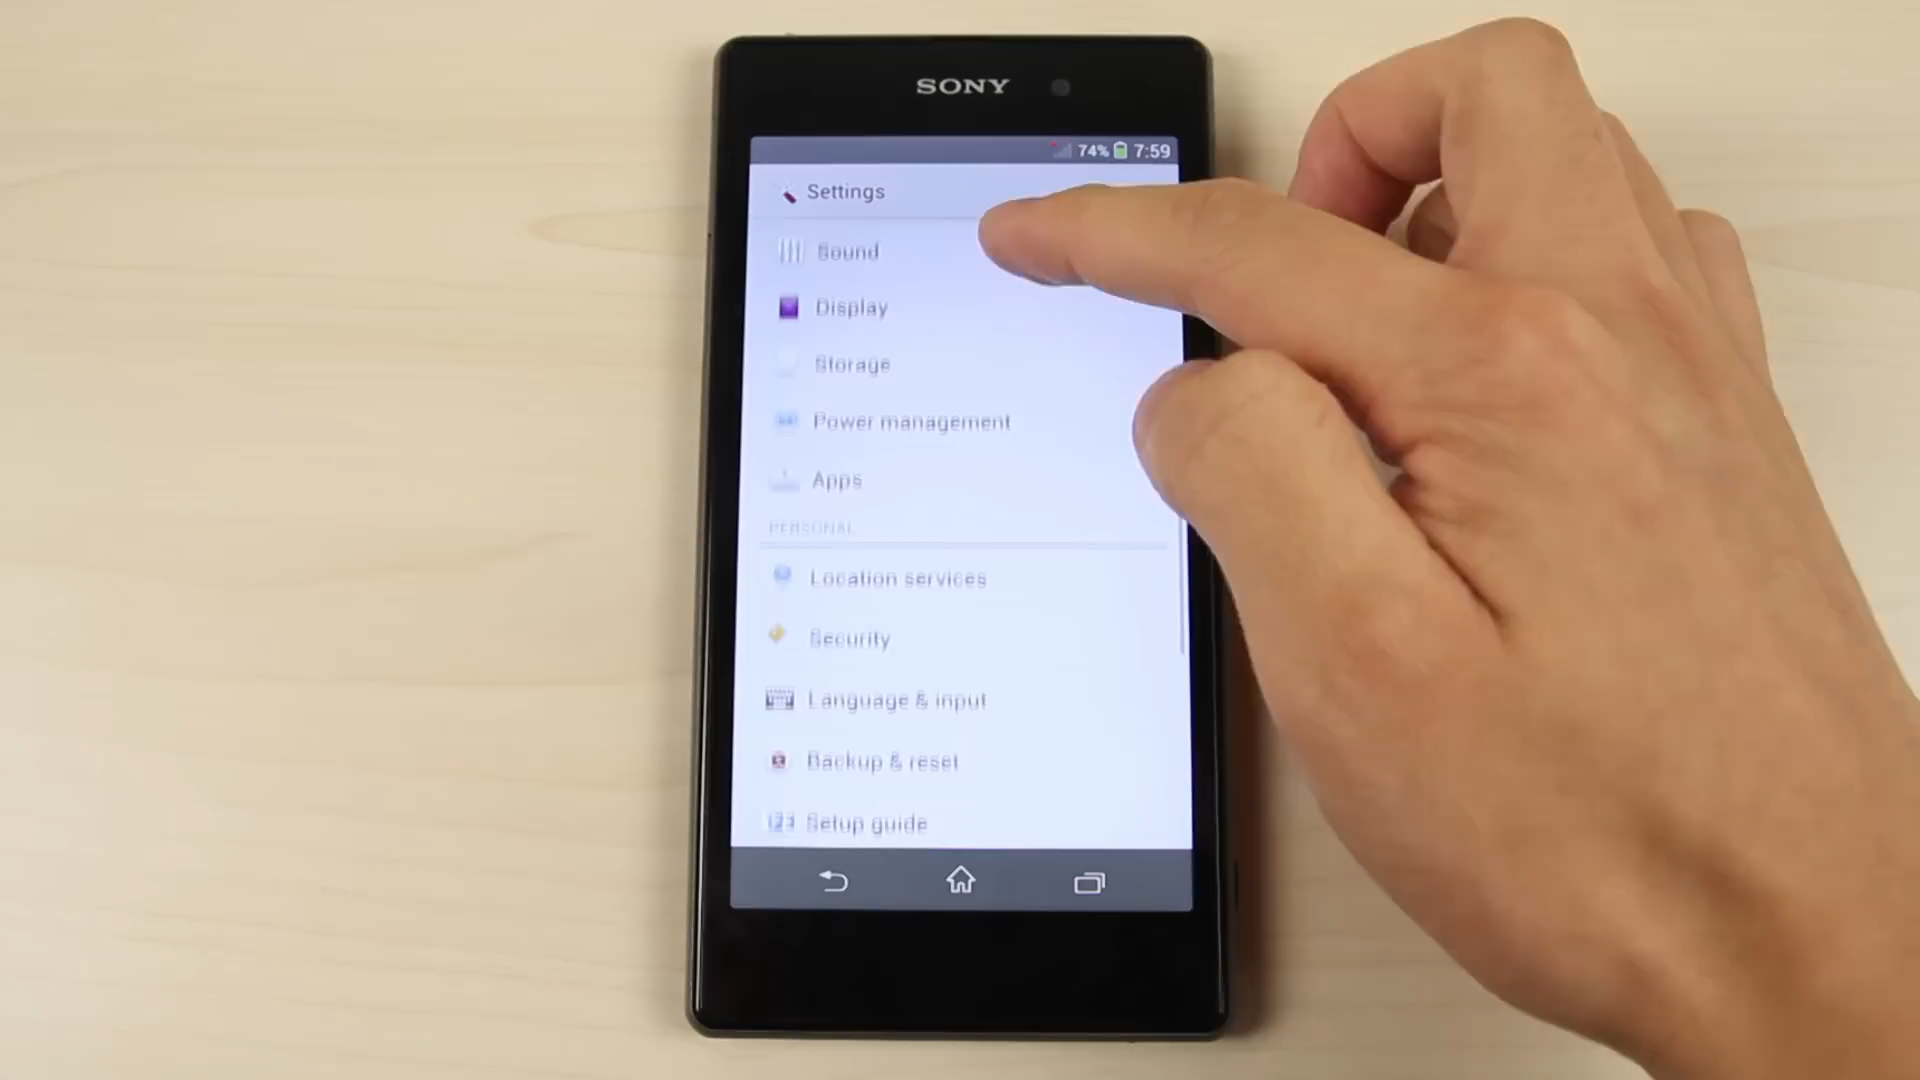 SONY
74% 7:59
Settings
Sound
Display
Storage
Power management
Apps
PERSONAL
Location services
Security
Language & input
Backup & reset
123 Setup guide